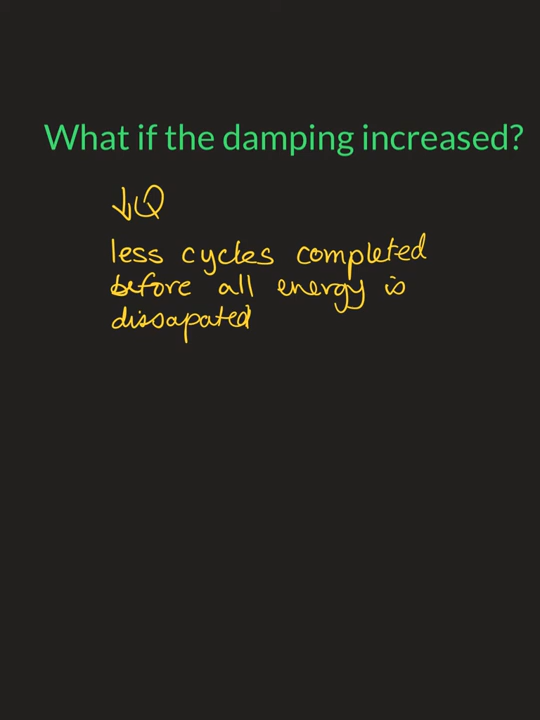 What if the damping increased?
↓Q
less cycles completed
before all energy is
dissapated